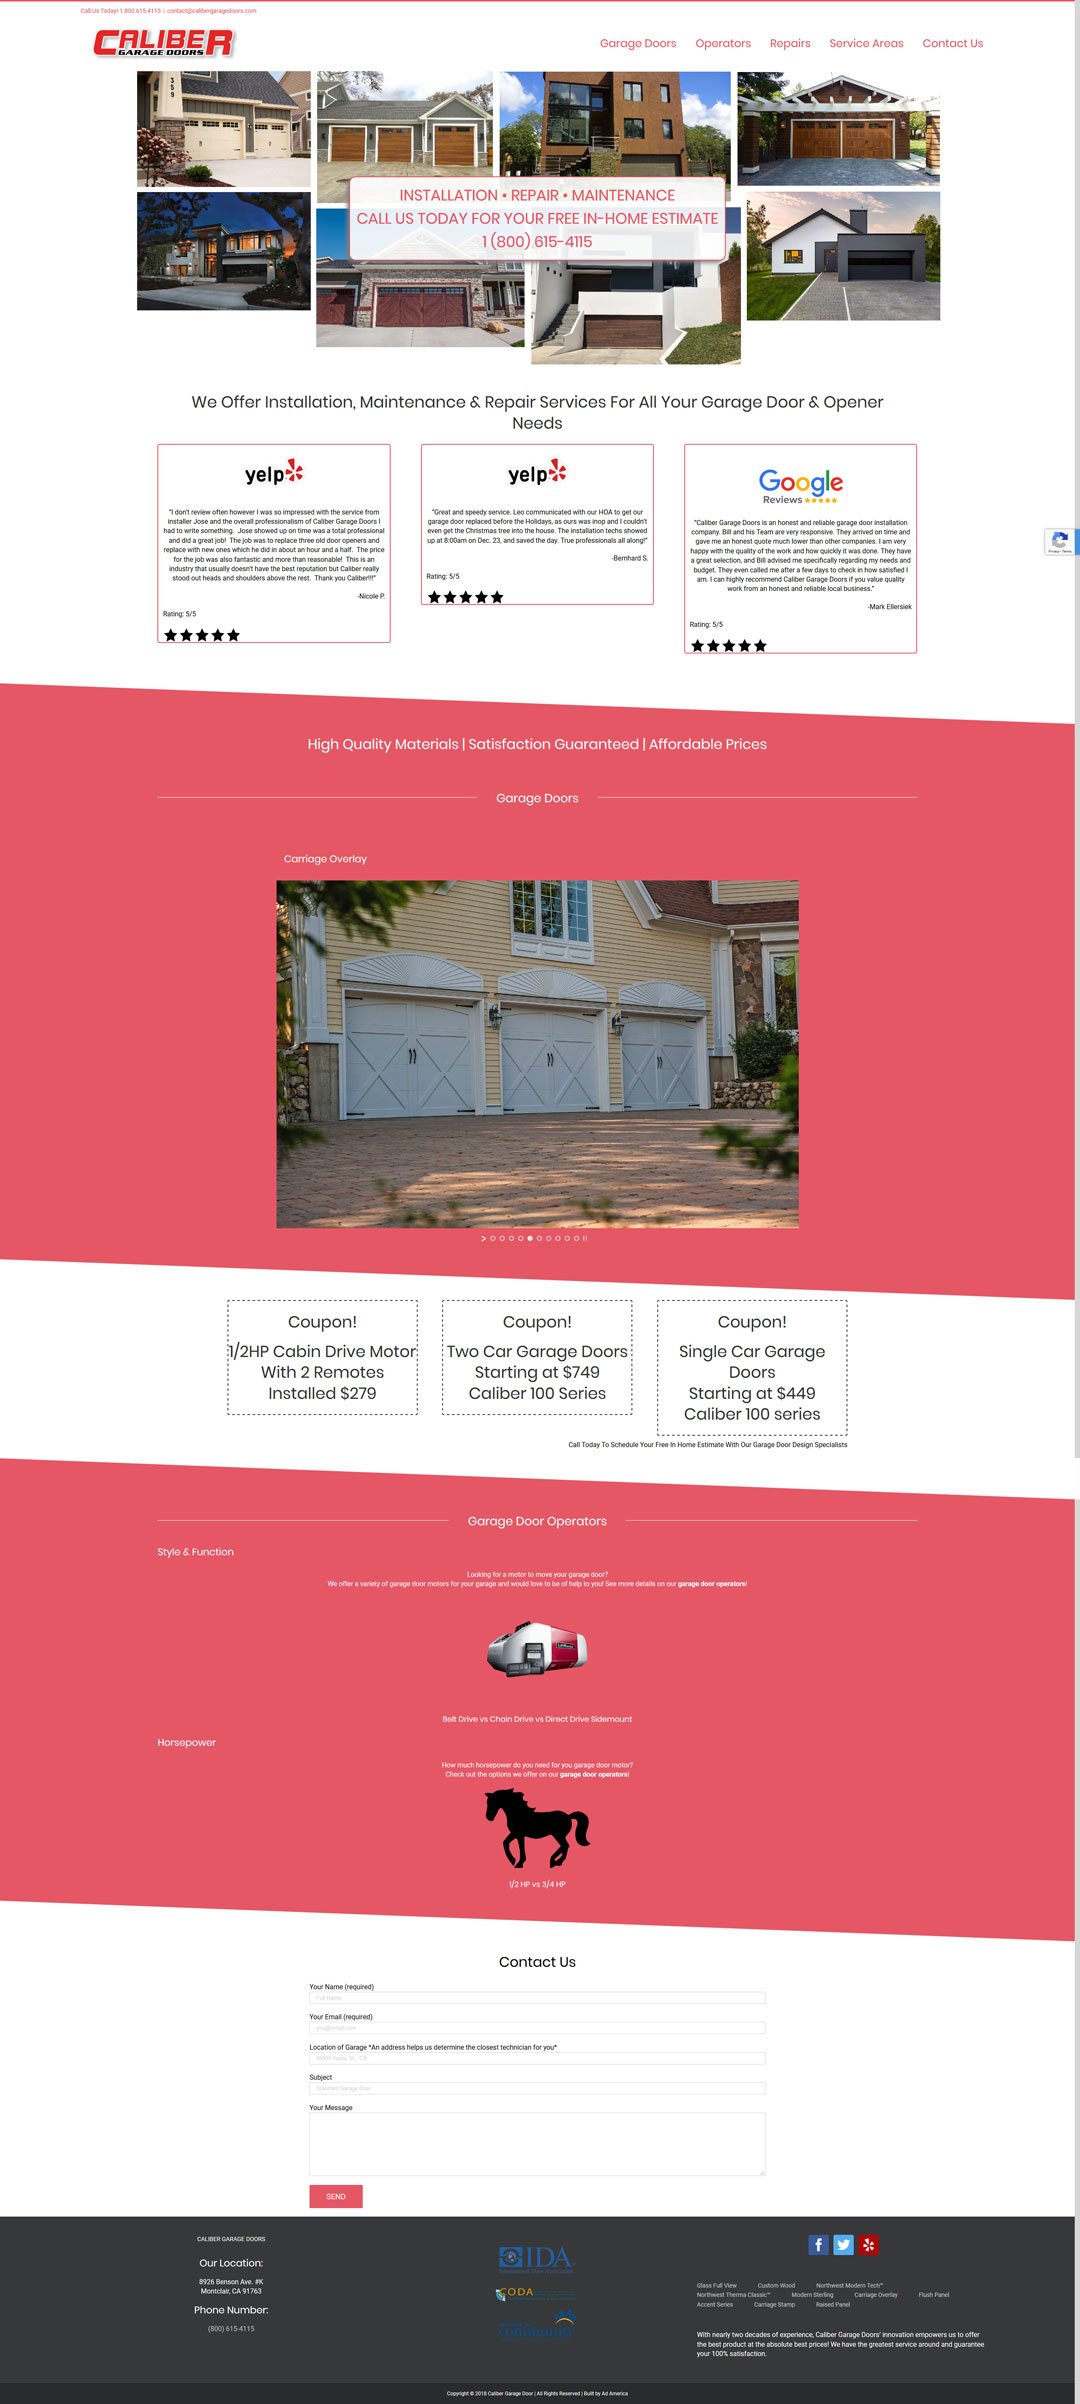 Call Us Today! 1.800.615.4115 | contact@calibergaragedoors.com
CALIBER
GARAGE DOORS
Garage Doors
Operators
Repairs
Service Areas
Contact Us
359
INSTALLATION • REPAIR • MAINTENANCE
CALL US TODAY FOR YOUR FREE IN-HOME ESTIMATE
1 (800) 615-4115
We Offer Installation, Maintenance & Repair Services For All Your Garage Door & Opener
Needs
yelp
"I don't review often however I was so impressed with the service from
installer Jose and the overall professionalism of Caliber Garage Doors I
had to write something. Jose showed up on time was a total professional
and did a great job! The job was to replace three old door openers and
replace with new ones which he did in about an hour and a half. The price
for the job was also fantastic and more than reasonable! This is an
industry that usually doesn't have the best reputation but Caliber really
stood out heads and shoulders above the rest. Thank you Caliber!!!"
-Nicole P.
Rating: 5/5
yelp
"Great and speedy service. Leo communicated with our HOA to get our
garage door replaced before the Holidays, as ours was inop and I couldn't
even get the Christmas tree into the house. The installation techs showed
up at 8:00am on Dec. 23, and saved the day. True professionals all along!"
-Bernhard S.
Rating: 5/5
Google
Reviews
"Caliber Garage Doors is an honest and reliable garage door installation
company. Bill and his Team are very responsive. They arrived on time and
gave me an honest quote much lower than other companies. I am very
happy with the quality of the work and how quickly it was done. They have
a great selection, and Bill advised me specifically regarding my needs and
budget. They even called me after a few days to check in how satisfied I
am. I can highly recommend Caliber Garage Doors if you value quality
work from an honest and reliable local business."
-Mark Ellersiek
Rating: 5/5
Privacy - Terms
High Quality Materials | Satisfaction Guaranteed | Affordable Prices
Garage Doors
Carriage Overlay
Coupon!
1/2HP Cabin Drive Motor
With 2 Remotes
Installed $279
Coupon!
Two Car Garage Doors
Starting at $749
Caliber 100 Series
Coupon!
Single Car Garage
Doors
Starting at $449
Caliber 100 series
Call Today To Schedule Your Free In Home Estimate With Our Garage Door Design Specialists
Garage Door Operators
Style & Function
Looking for a motor to move your garage door?
We offer a variety of garage door motors for your garage and would love to be of help to you! See more details on our garage door operators!
Belt Drive vs Chain Drive vs Direct Drive Sidemount
Horsepower
How much horsepower do you need for you garage door motor?
Check out the options we offer on our garage door operators!
1/2 HP vs 3/4 HP
Contact Us
Your Name (required)
Full Name
Your Email (required)
you@email.com
Location of Garage *An address helps us determine the closest technician for you*
Subject
Standard Garage Door
Your Message
SEND
CALIBER GARAGE DOORS
Our Location:
8926 Benson Ave. #K
Montclair, CA 91763
Phone Number:
(800) 615-4115
IDA
International Door Association
CODA
community
Glass Full View
Custom Wood
Northwest Modern Tech™
Northwest Therma Classic™
Modern Sterling
Carriage Overlay
Flush Panel
Accent Series
Carriage Stamp
Raised Panel
With nearly two decades of experience, Caliber Garage Doors' innovation empowers us to offer
the best product at the absolute best prices! We have the greatest service around and guarantee
your 100% satisfaction.
Copyright © 2018 Caliber Garage Door | All Rights Reserved | Built by Ad America